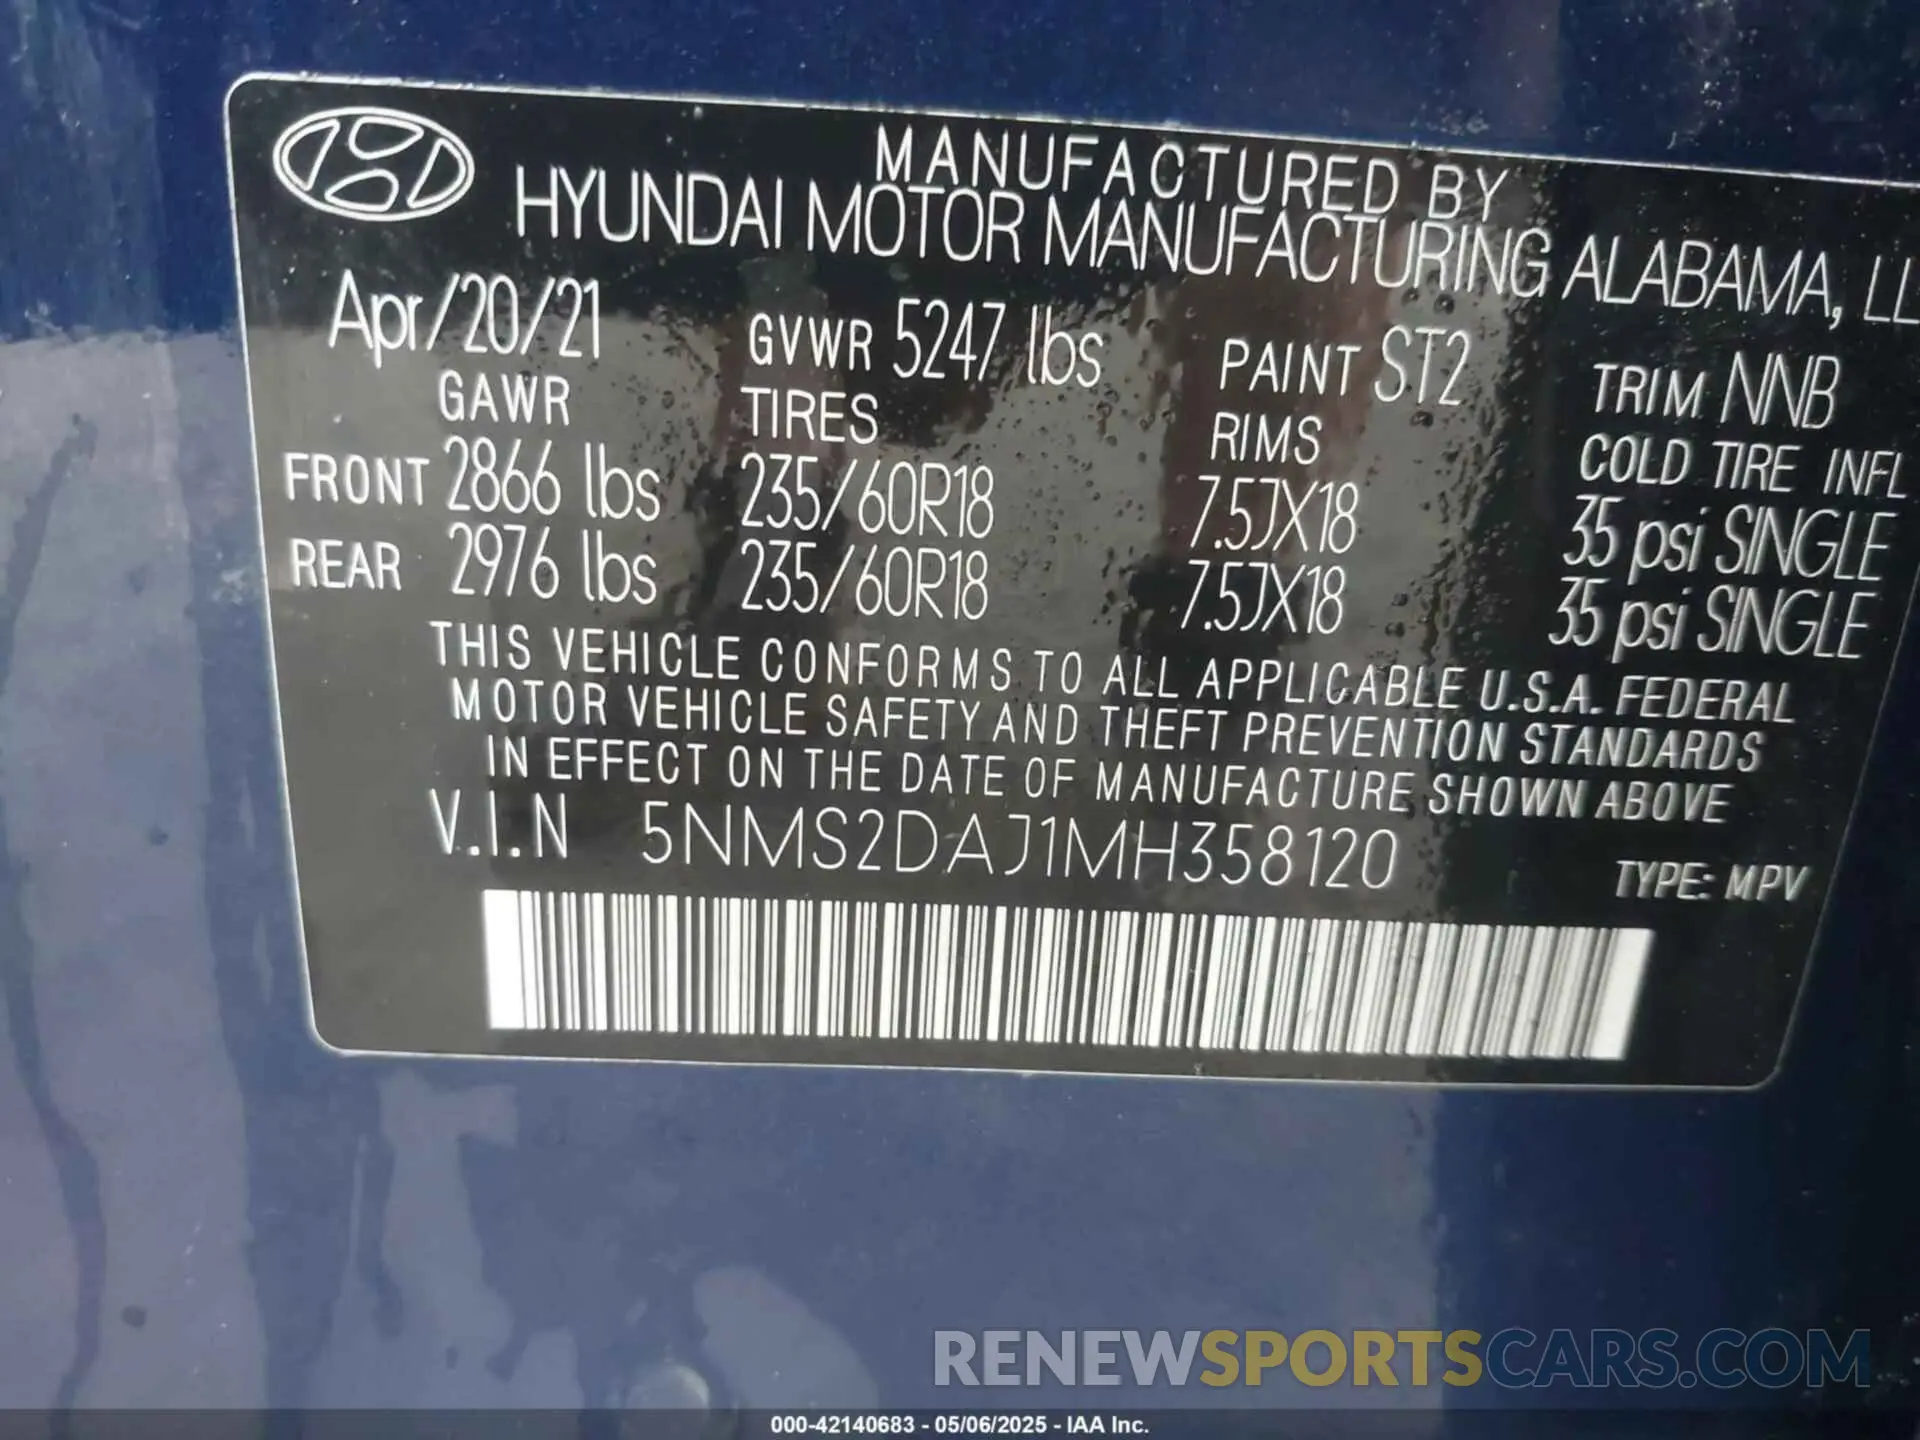 MANUFACTURED BY
HYUNDAI MOTOR MANUFACTURING ALABAMA, LL
Apr/20/21 GVWR 5247 lbs PAINT ST2 TRIM NNB
GAWR TIRES RIMS COLD TIRE INFL
FRONT 2866 lbs 235/60R18 7.5JX18 35 psi SINGLE
REAR 2976 lbs 235/60R18 7.5JX18 35 psi SINGLE
THIS VEHICLE CONFORMS TO ALL APPLICABLE U.S.A. FEDERAL
MOTOR VEHICLE SAFETY AND THEFT PREVENTION STANDARDS
IN EFFECT ON THE DATE OF MANUFACTURE SHOWN ABOVE
V.I.N 5NMS2DAJ1MH358120 TYPE: MPV
RENEWSPORTSCARS.COM
000-42140683 - 05/06/2025 - IAA Inc.